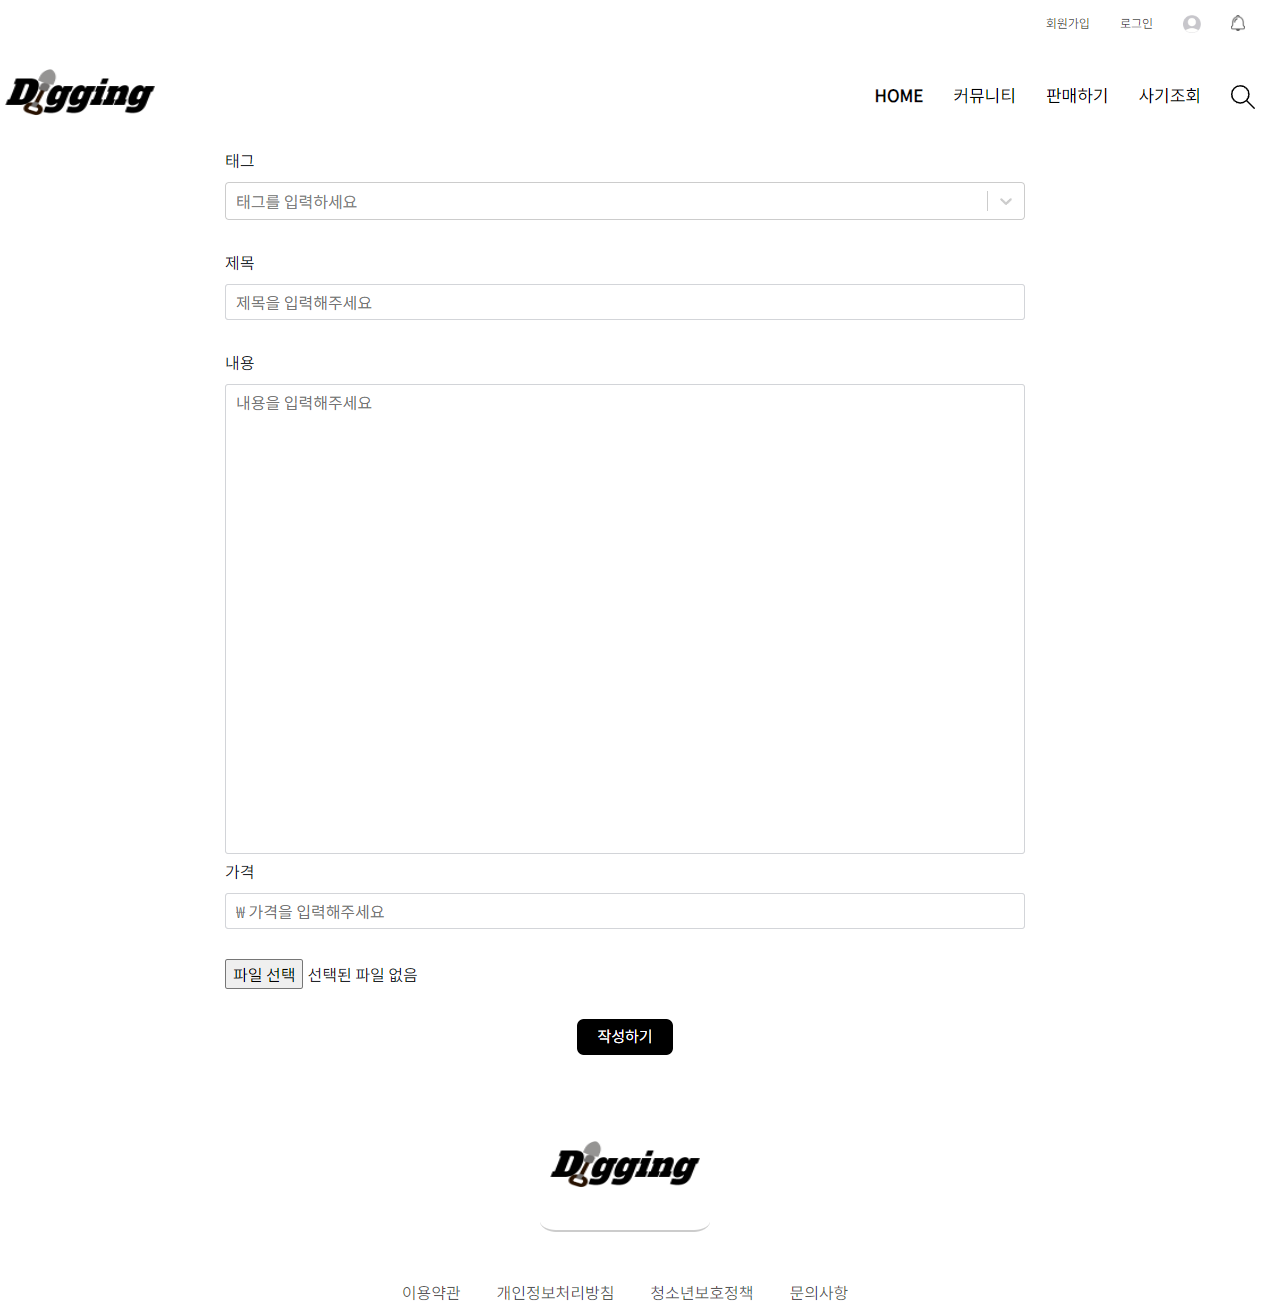 회원가입 로그인
Digging
HOME 커뮤니티 판매하기 사기조회
태그
태그를 입력하세요
제목
제목을 입력해주세요
내용
내용을 입력해주세요
가격
₩ 가격을 입력해주세요
파일 선택 선택된 파일 없음
작성하기
Digging
이용약관 개인정보처리방침 청소년보호정책 문의사항